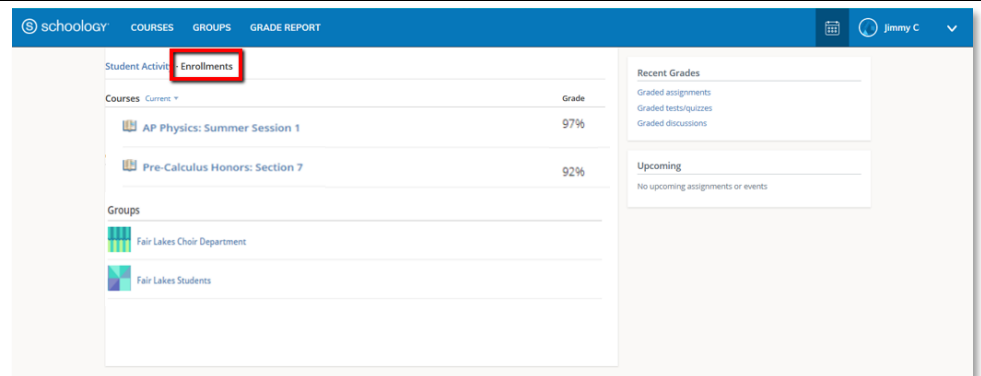 schoology COURSES GROUPS GRADE REPORT Jimmy C
Student Activity · Enrollments
Courses Current Grade
AP Physics: Summer Session 1 97%
Pre-Calculus Honors: Section 7 92%
Groups
Fair Lakes Choir Department
Fair Lakes Students
Recent Grades
Graded assignments
Graded tests/quizzes
Graded discussions
Upcoming
No upcoming assignments or events